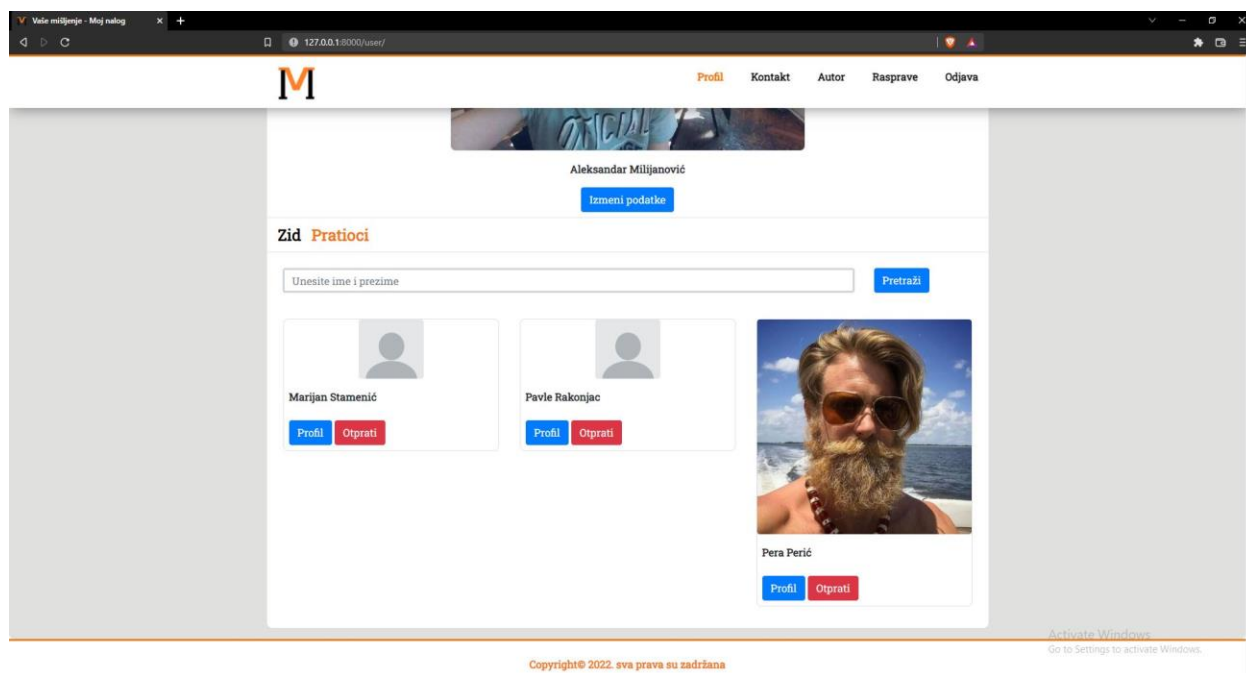 Vaše mišljenje - Moj nalog
127.0.0.1:8000/user/
M
Profil Kontakt Autor Rasprave Odjava
Aleksandar Milijanović
Izmeni podatke
Zid Pratioci
Unesite ime i prezime
Pretraži
Marijan Stamenić
Profil Otprati
Pavle Rakonjac
Profil Otprati
Pera Perić
Profil Otprati
Activate Windows
Go to Settings to activate Windows.
Copyright© 2022. sva prava su zadržana